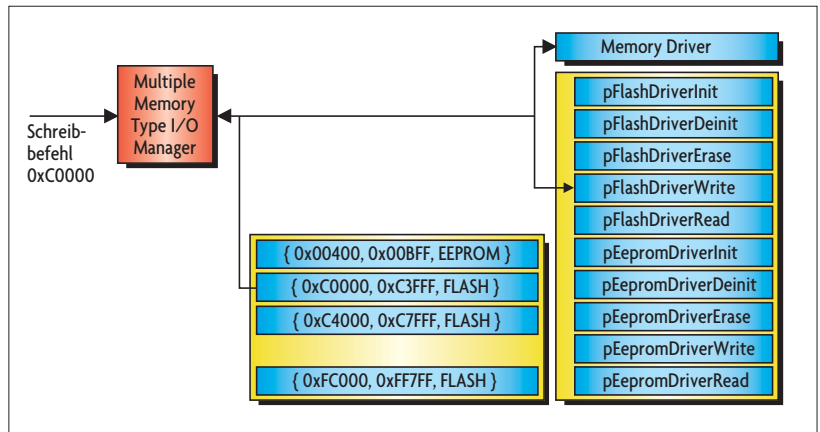 Schreib-
befehl
0xC0000
Multiple
Memory
Type I/O
Manager
{ 0x00400, 0x00BFF, EEPROM }
{ 0xC0000, 0xC3FFF, FLASH }
{ 0xC4000, 0xC7FFF, FLASH }
{ 0xFC000, 0xFF7FF, FLASH }
Memory Driver
pFlashDriverInit
pFlashDriverDeinit
pFlashDriverErase
pFlashDriverWrite
pFlashDriverRead
pEepromDriverInit
pEepromDriverDeinit
pEepromDriverErase
pEepromDriverWrite
pEepromDriverRead